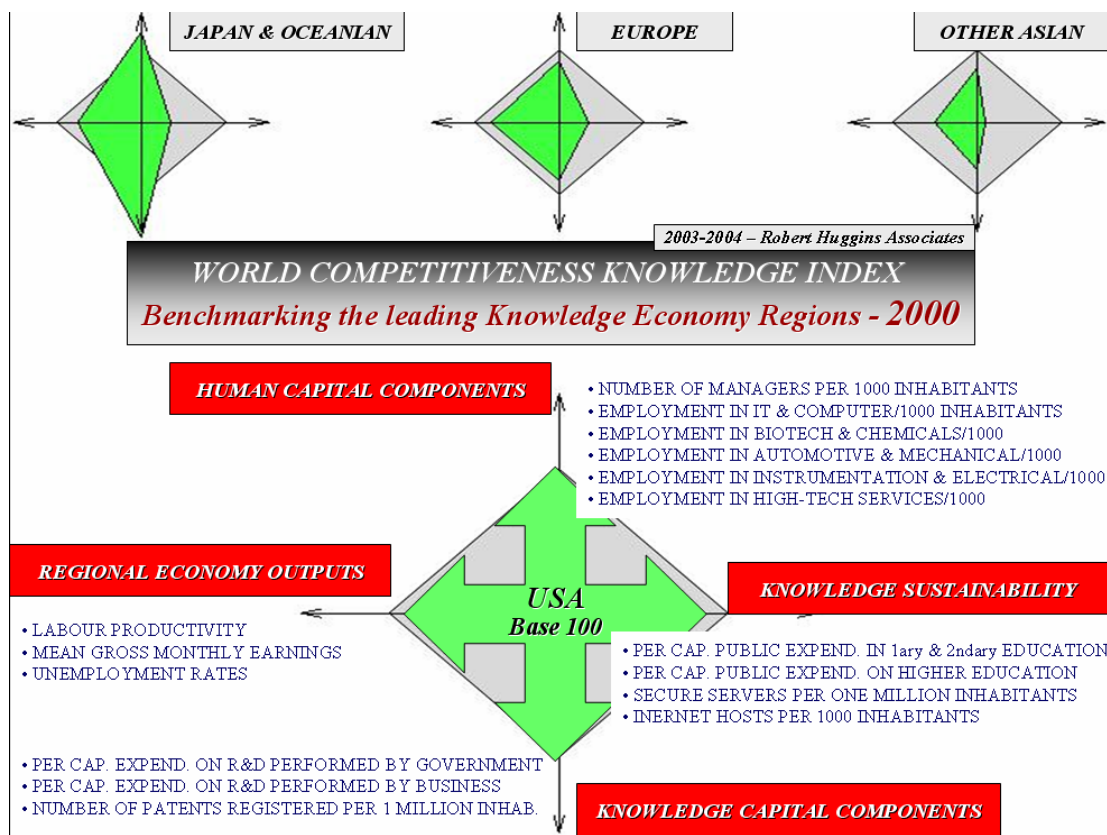 JAPAN & OCEANIAN
EUROPE
OTHER ASIAN
2003-2004 – Robert Huggins Associates
WORLD COMPETITIVENESS KNOWLEDGE INDEX
Benchmarking the leading Knowledge Economy Regions - 2000
HUMAN CAPITAL COMPONENTS
• NUMBER OF MANAGERS PER 1000 INHABITANTS
• EMPLOYMENT IN IT & COMPUTER/1000 INHABITANTS
• EMPLOYMENT IN BIOTECH & CHEMICALS/1000
• EMPLOYMENT IN AUTOMOTIVE & MECHANICAL/1000
• EMPLOYMENT IN INSTRUMENTATION & ELECTRICAL/1000
• EMPLOYMENT IN HIGH-TECH SERVICES/1000
REGIONAL ECONOMY OUTPUTS
• LABOUR PRODUCTIVITY
• MEAN GROSS MONTHLY EARNINGS
• UNEMPLOYMENT RATES
USA
Base 100
KNOWLEDGE SUSTAINABILITY
• PER CAP. PUBLIC EXPEND. IN 1ary & 2ndary EDUCATION
• PER CAP. PUBLIC EXPEND. ON HIGHER EDUCATION
• SECURE SERVERS PER ONE MILLION INHABITANTS
• INERNET HOSTS PER 1000 INHABITANTS
• PER CAP. EXPEND. ON R&D PERFORMED BY GOVERNMENT
• PER CAP. EXPEND. ON R&D PERFORMED BY BUSINESS
• NUMBER OF PATENTS REGISTERED PER 1 MILLION INHAB.
KNOWLEDGE CAPITAL COMPONENTS